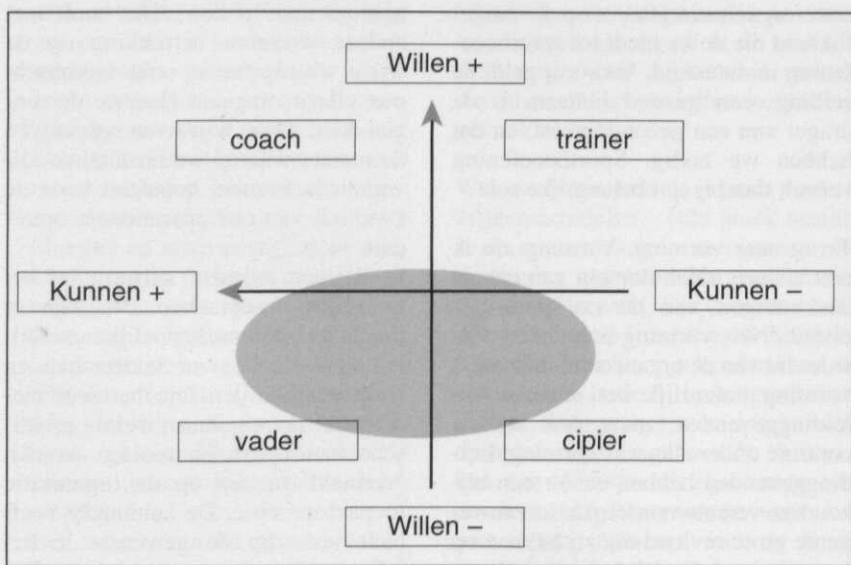 Willen +
coach
trainer
Kunnen +
Kunnen –
vader
cipier
Willen –